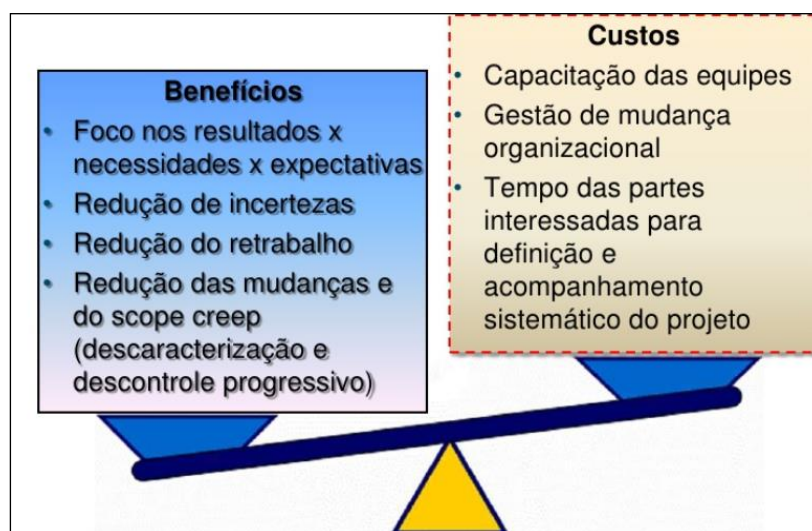 Benefícios
• Foco nos resultados x
necessidades x expectativas
• Redução de incertezas
• Redução do retrabalho
• Redução das mudanças e
do scope creep
(descaracterização e
descontrole progressivo)
Custos
• Capacitação das equipes
• Gestão de mudança
organizacional
• Tempo das partes
interessadas para
definição e
acompanhamento
sistemático do projeto